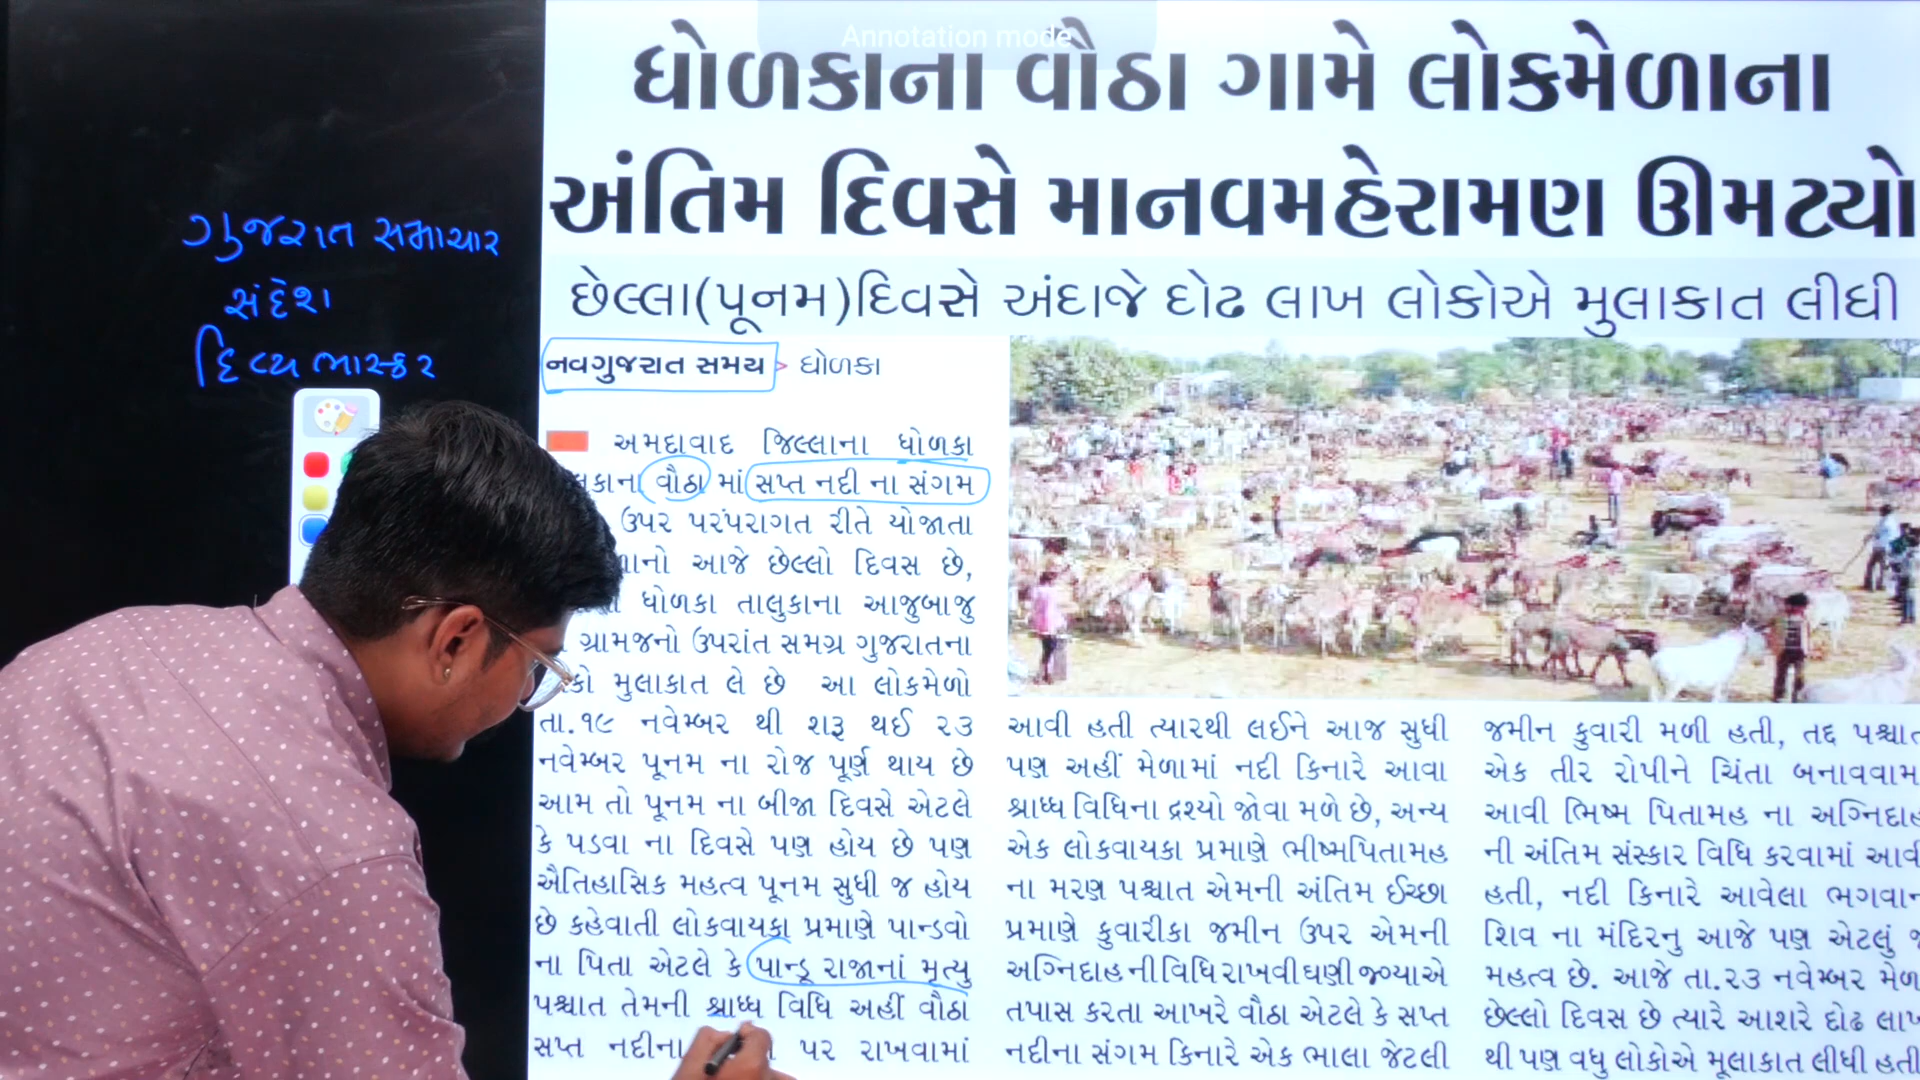 Annotation mode
ધોળકાના વૌઠા ગામે લોકમેળાના
અંતિમ દિવસે માનવમહેરામણ ઊમટ્યો
છેલ્લા(પૂનમ)દિવસે અંદાજે દોઢ લાખ લોકોએ મુલાકાત લીધી
ગુજરાત સમાચાર
સંદેશ
દિવ્ય ભાસ્કર
નવગુજરાત સમય > ધોળકા
અમદાવાદ જિલ્લાના ધોળકા
વૌઠા માં સપ્ત નદી ના સંગમ
ઉપર પરંપરાગત રીતે યોજાતા
આજે છેલ્લો દિવસ છે,
ધોળકા તાલુકાના આજુબાજુ
ગ્રામજનો ઉપરાંત સમગ્ર ગુજરાતના
મુલાકાત લે છે આ લોકમેળો
તા.૧૯ નવેમ્બર થી શરૂ થઈ ૨૩
નવેમ્બર પૂનમ ના રોજ પૂર્ણ થાય છે
આમ તો પૂનમ ના બીજા દિવસે એટલે
કે પડવા ના દિવસે પણ હોય છે પણ
ઐતિહાસિક મહત્વ પૂનમ સુધી જ હોય
છે કહેવાતી લોકવાયકા પ્રમાણે પાન્ડવો
ના પિતા એટલે કે પાન્ડૂ રાજાનાં મૃત્યુ
પશ્ચાત તેમની શ્રાધ્ધ વિધિ અહીં વૌઠા
સપ્ત નદીના પર રાખવામાં
આવી હતી ત્યારથી લઈને આજ સુધી
પણ અહીં મેળામાં નદી કિનારે આવા
શ્રાધ્ધ વિધિના દ્રશ્યો જોવા મળે છે, અન્ય
એક લોકવાયકા પ્રમાણે ભીષ્મપિતામહ
ના મરણ પશ્ચાત એમની અંતિમ ઈચ્છા
પ્રમાણે કુવારીકા જમીન ઉપર એમની
અગ્નિદાહ ની વિધિ રાખવી ઘણી જગ્યાએ
તપાસ કરતા આખરે વૌઠા એટલે કે સપ્ત
નદીના સંગમ કિનારે એક ભાલા જેટલી
જમીન કુવારી મળી હતી, તદ્દ
એક તીર રોપીને ચિંતા
આવી ભિષ્મ પિતામહ ના
ની અંતિમ સંસ્કાર વિધિ કરવામાં
હતી, નદી કિનારે આવેલા
શિવ ના મંદિરનુ આજે પણ એટલું
મહત્વ છે. આજે તા.૨૩ નવેમ્બર
છેલ્લો દિવસ છે ત્યારે આશરે દોઢ
થી પણ વધુ લોકોએ મૂલાકાત લીધી હતી